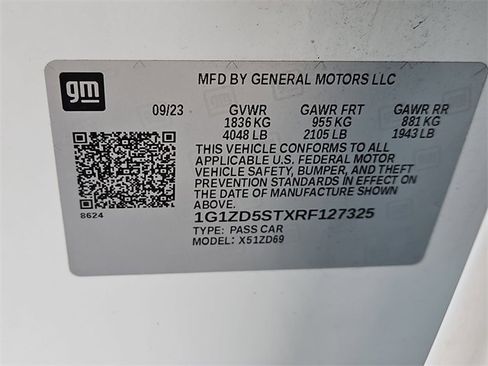 gm
MFD BY GENERAL MOTORS LLC
09/23 GVWR GAWR FRT GAWR RR
1836 KG 955 KG 881 KG
4048 LB 2105 LB 1943 LB
THIS VEHICLE CONFORMS TO ALL
APPLICABLE U.S. FEDERAL MOTOR
VEHICLE SAFETY, BUMPER, AND THEFT
PREVENTION STANDARDS IN EFFECT ON
THE DATE OF MANUFACTURE SHOWN
ABOVE.
8624
1G1ZD5STXRF127325
TYPE: PASS CAR
MODEL: X51ZD69